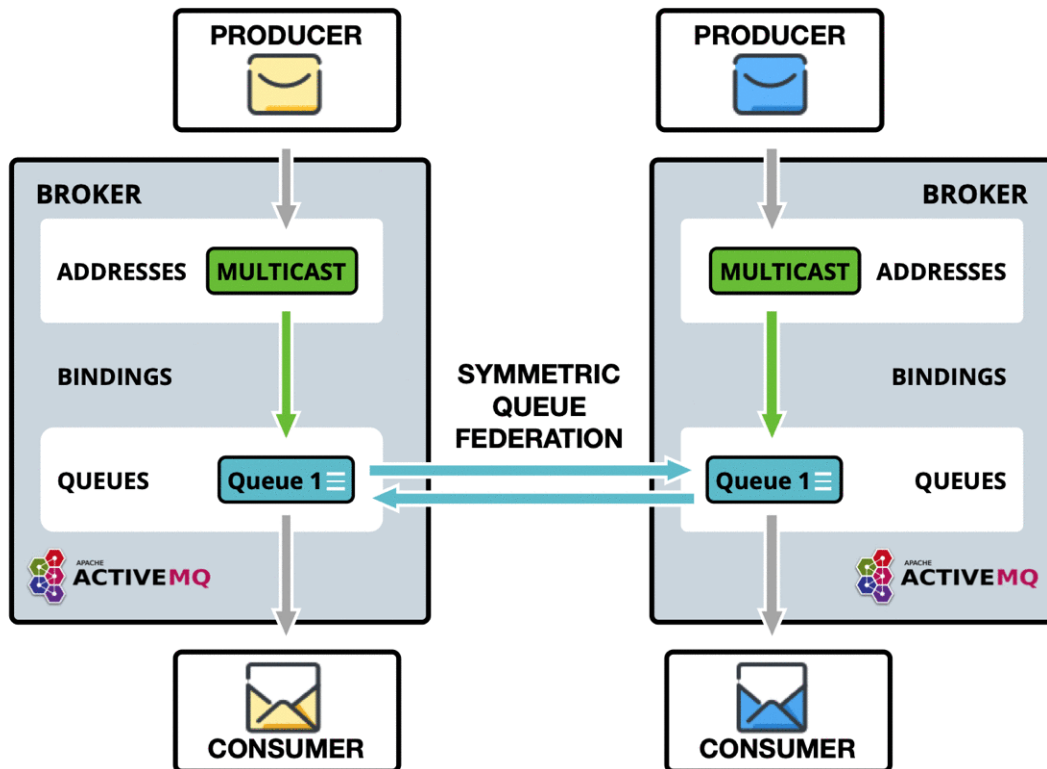 PRODUCER
PRODUCER
BROKER
BROKER
ADDRESSES
MULTICAST
MULTICAST
ADDRESSES
BINDINGS
SYMMETRIC
QUEUE
FEDERATION
BINDINGS
QUEUES
Queue 1
Queue 1
QUEUES
APACHE
ACTIVEMQ
APACHE
ACTIVEMQ
CONSUMER
CONSUMER